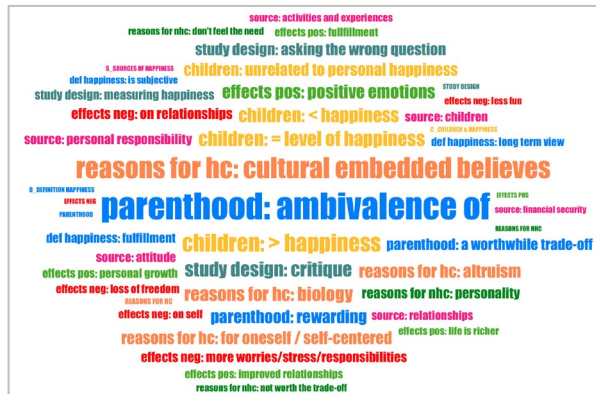 source: activities and experiences
reasons for nhc: don't feel the need
effects pos: fullfillment
study design: asking the wrong question
S_SOURCES OF HAPPINESS
children: unrelated to personal happiness
def happiness: is subjective
study design: measuring happiness
effects pos: positive emotions
STUDY DESIGN
effects neg: less fun
effects neg: on relationships
children: < happiness
source: children
source: personal responsibility
children: = level of happiness
C_CHILDREN & HAPPINESS
def happiness: long term view
reasons for hc: cultural embedded believes
D_DEFINITION HAPPINESS
EFFECTS NEG
PARENTHOOD
parenthood: ambivalence of
EFFECTS POS
source: financial security
REASONS FOR NHC
def happiness: fulfillment
children: > happiness
parenthood: a worthwhile trade-off
source: attitude
effects pos: personal growth
study design: critique
reasons for hc: altruism
effects neg: loss of freedom
REASONS FOR HC
reasons for hc: biology
reasons for nhc: personality
effects neg: on self
parenthood: rewarding
source: relationships
reasons for hc: for oneself / self-centered
effects pos: life is richer
effects neg: more worries/stress/responsibilities
effects pos: improved relationships
reasons for nhc: not worth the trade-off